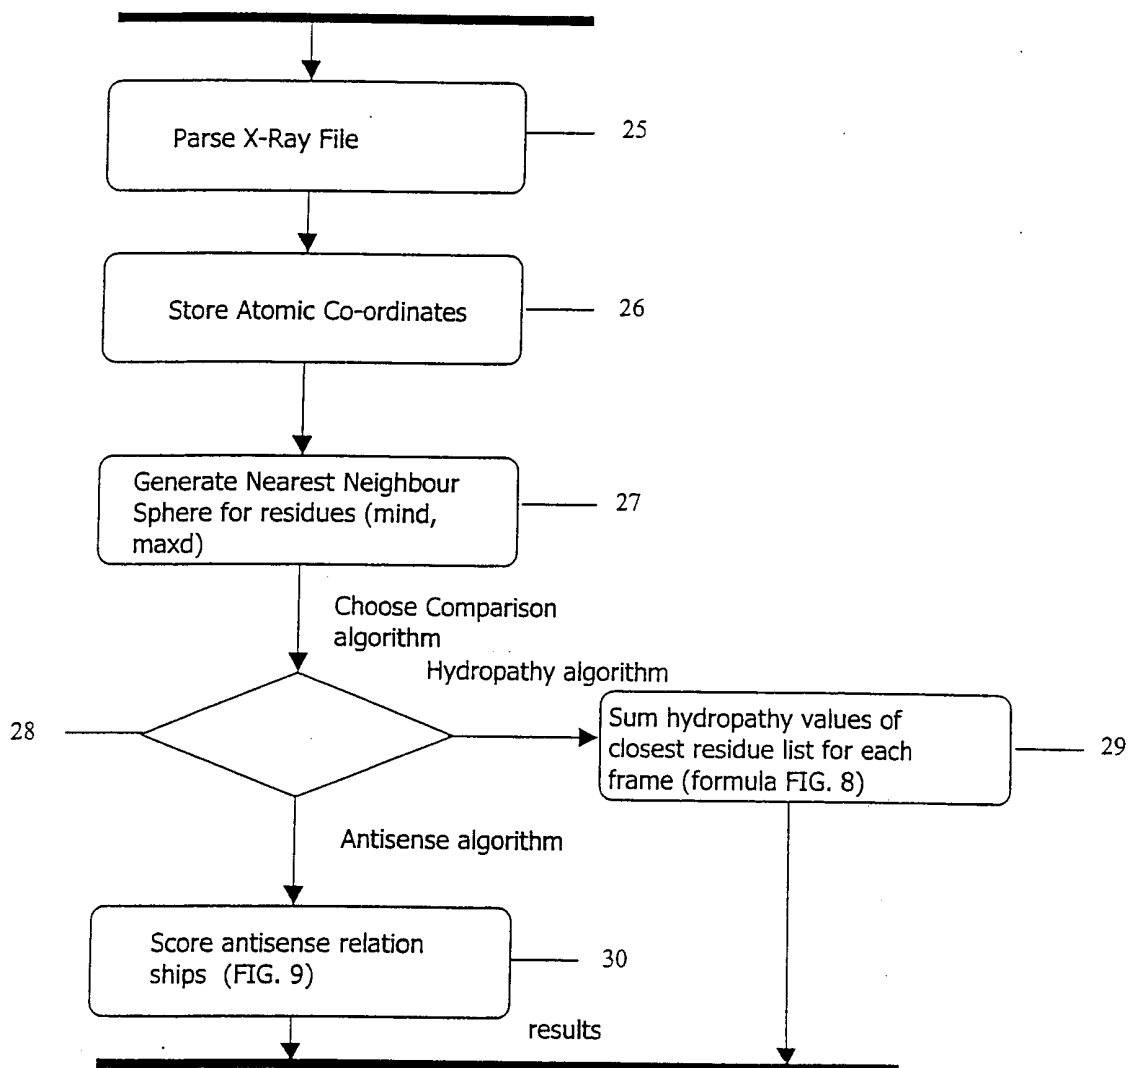 Parse X-Ray File
25
Store Atomic Co-ordinates
26
Generate Nearest Neighbour
Sphere for residues (mind,
maxd)
27
Choose Comparison
algorithm
Hydropathy algorithm
28
Sum hydropathy values of
closest residue list for each
frame (formula FIG. 8)
29
Antisense algorithm
Score antisense relation
ships (FIG. 9)
30
results